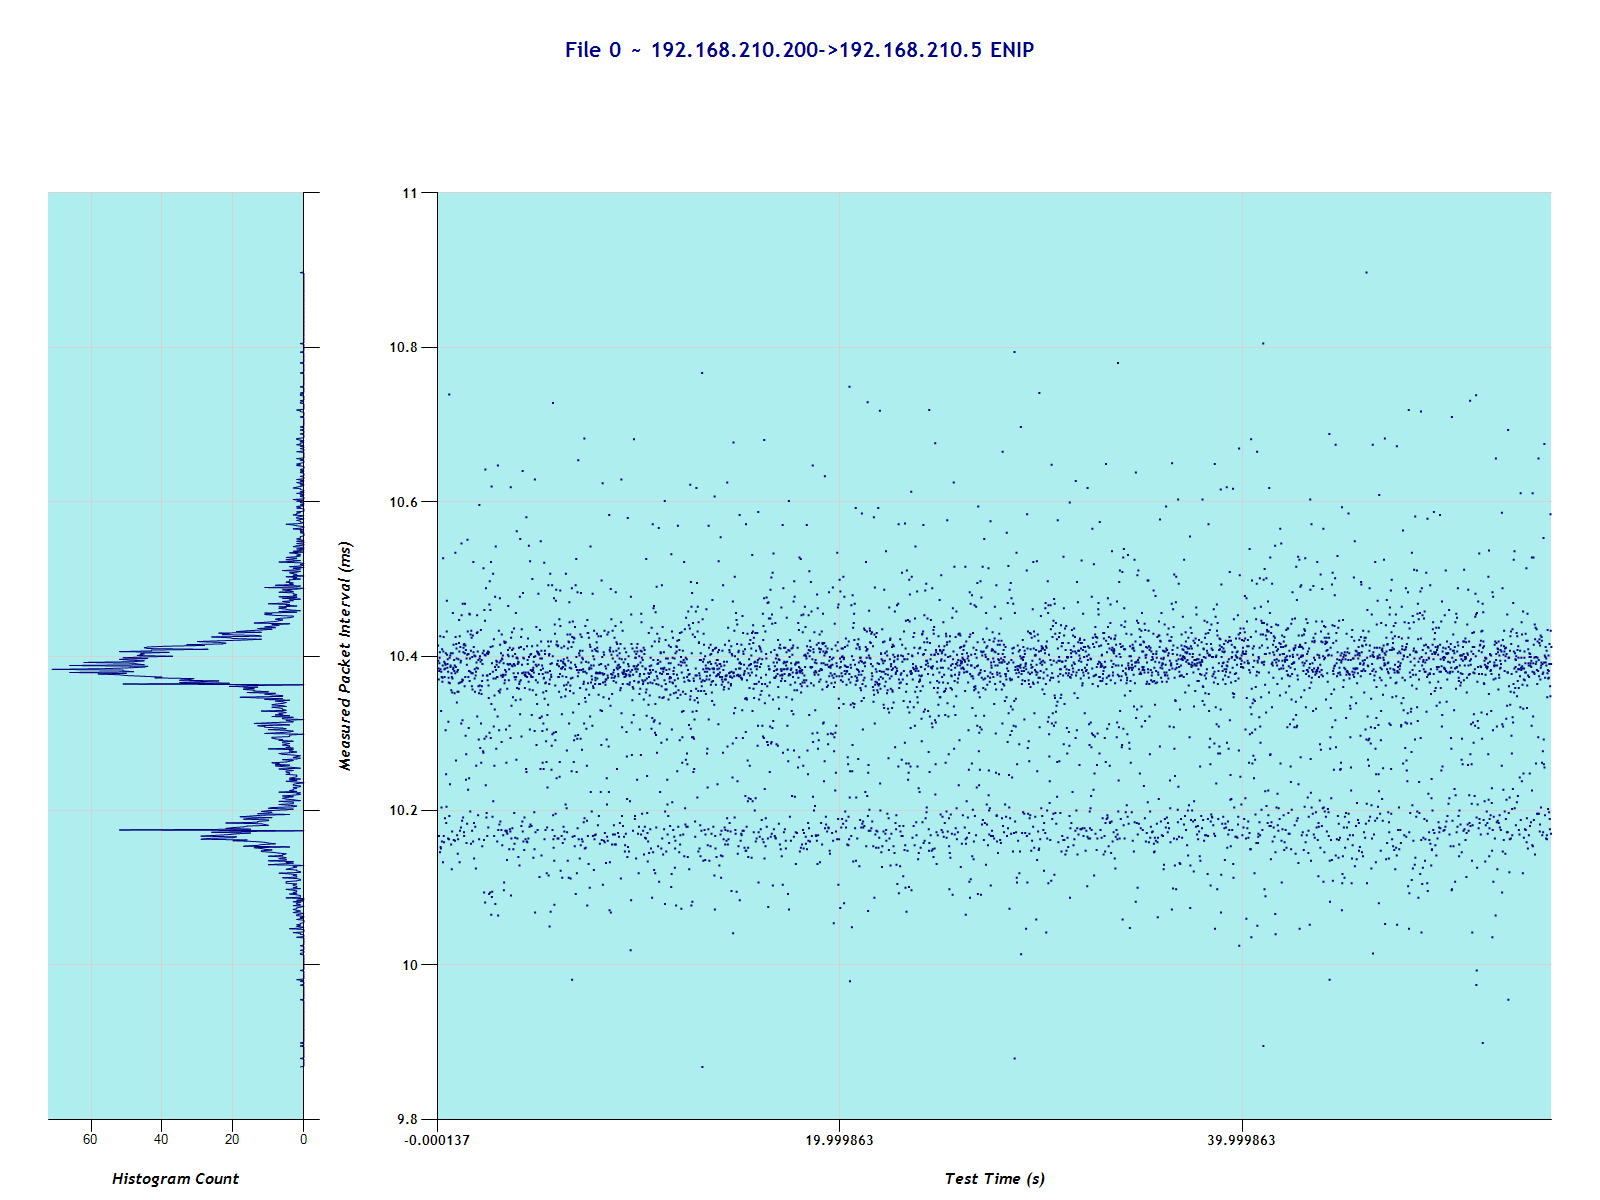 File 0 ~ 192.168.210.200->192.168.210.5 ENIP
11
10.8
10.6
10.4
10.2
10
9.8
Measured Packet Interval (ms)
60 40 20 0
-0.000137 19.999863 39.999863
Histogram Count
Test Time (s)